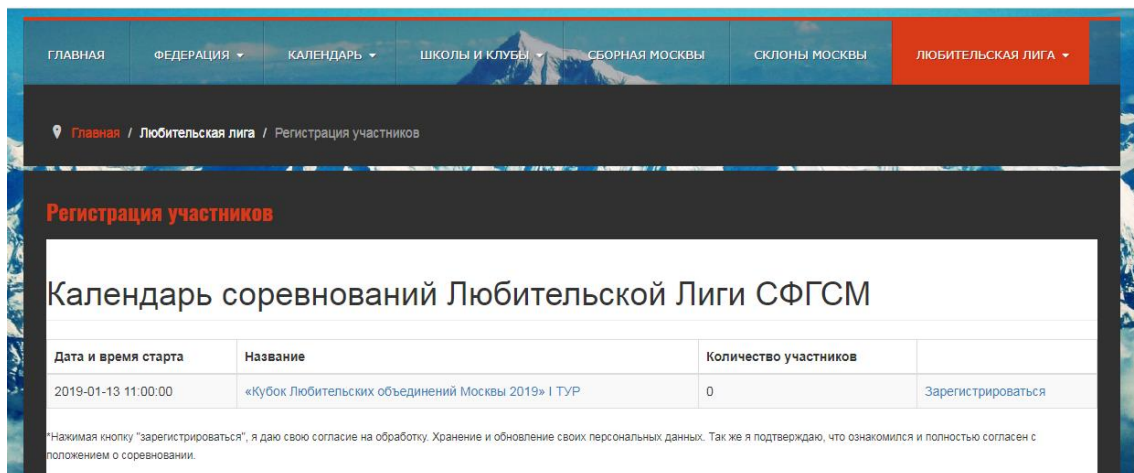 ГЛАВНАЯ ФЕДЕРАЦИЯ КАЛЕНДАРЬ ШКОЛЫ И КЛУБЫ СБОРНАЯ МОСКВЫ СКЛОНЫ МОСКВЫ ЛЮБИТЕЛЬСКАЯ ЛИГА
Главная / Любительская лига / Регистрация участников
Регистрация участников
Календарь соревнований Любительской Лиги СФГСМ
Дата и время старта Название Количество участников
2019-01-13 11:00:00 «Кубок Любительских объединений Москвы 2019» I ТУР 0 Зарегистрироваться
*Нажимая кнопку "зарегистрироваться", я даю свою согласие на обработку. Хранение и обновление своих персональных данных. Так же я подтверждаю, что ознакомился и полностью согласен с
положением о соревновании.